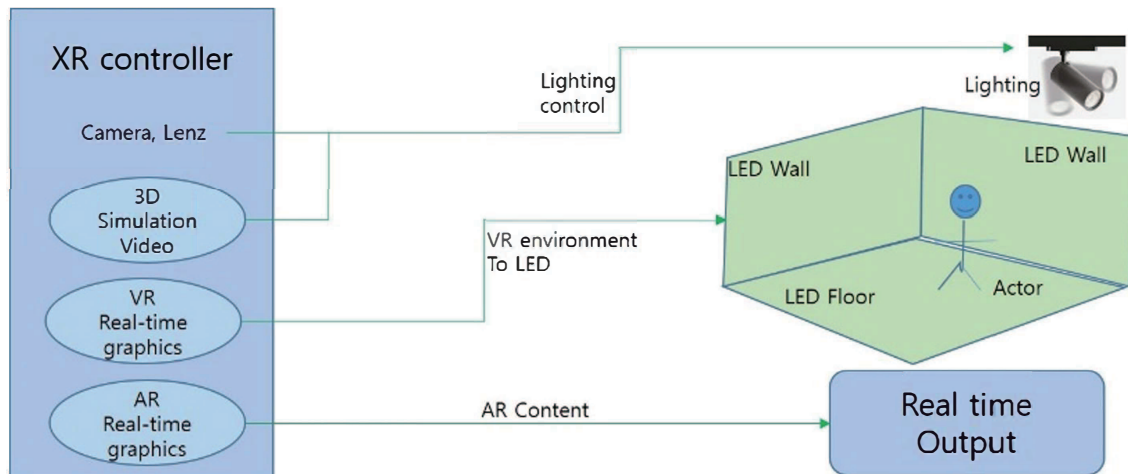 XR controller
Camera, Lenz
3D
Simulation
Video
VR
Real-time
graphics
AR
Real-time
graphics
Lighting
control
VR environment
To LED
AR Content
Lighting
LED Wall
LED Wall
LED Floor
Actor
Real time
Output